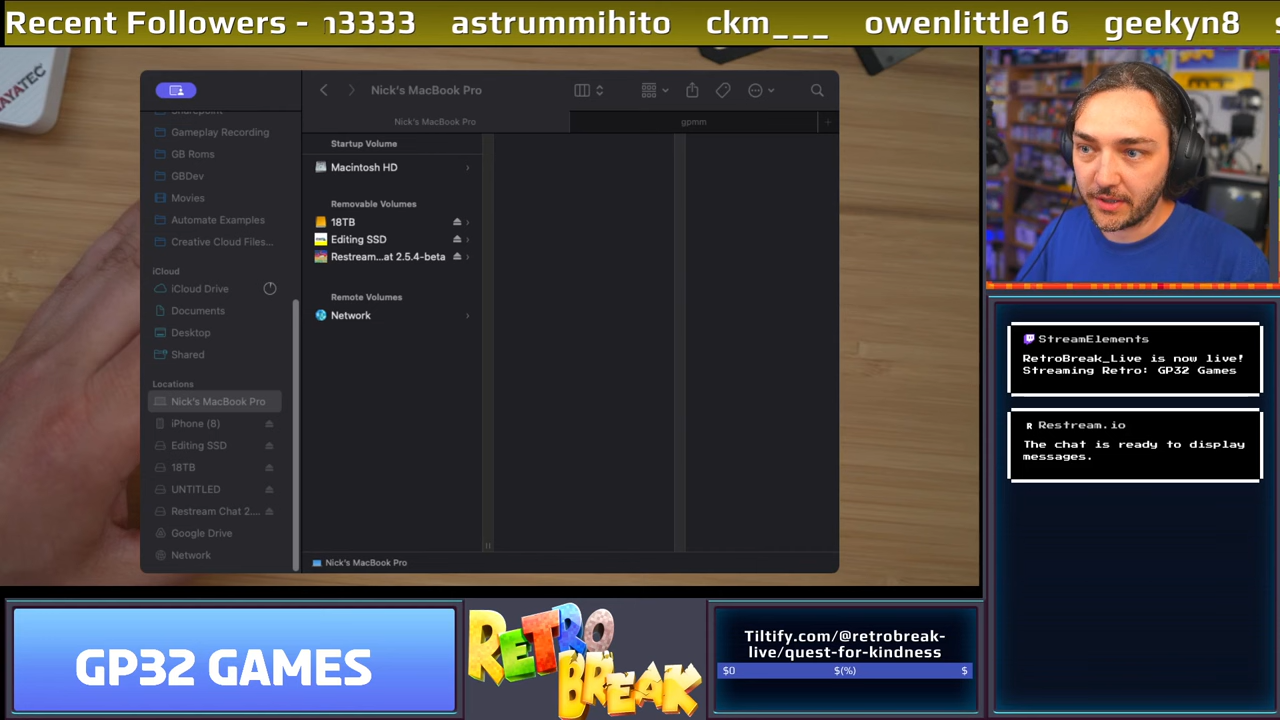 Recent Followers - n3333 astrummihito ckm___ owenlittle16 geekyn8
Nick's MacBook Pro
Nick's MacBook Pro
gpmm
Gameplay Recording
GB Roms
GBDev
Movies
Automate Examples
Creative Cloud Files...
iCloud
iCloud Drive
Documents
Desktop
Shared
Locations
Nick's MacBook Pro
iPhone (8)
Editing SSD
18TB
UNTITLED
Restream Chat 2....
Google Drive
Network
Startup Volume
Macintosh HD
Removable Volumes
18TB
Editing SSD
Restream...at 2.5.4-beta
Remote Volumes
Network
Nick's MacBook Pro
StreamElements
RetroBreak_Live is now live!
Streaming Retro: GP32 Games
Restream.io
The chat is ready to display
messages.
GP32 GAMES
RETRO
BREAK
Tiltify.com/@retrobreak-
live/quest-for-kindness
$0 $(%) $